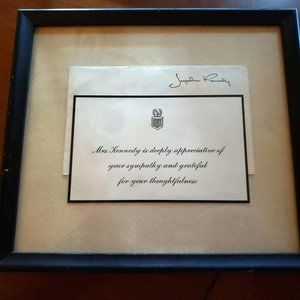 Jacqueline Kennedy
Mrs. Kennedy is deeply appreciative of
your sympathy and grateful
for your thoughtfulness